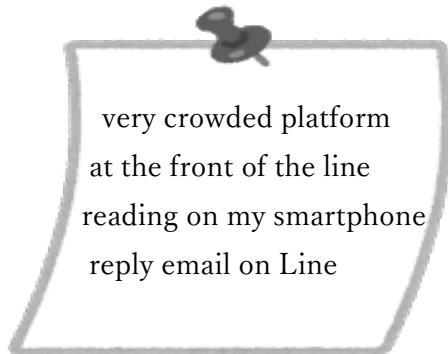 very crowded platform
at the front of the line
reading on my smartphone
reply email on Line